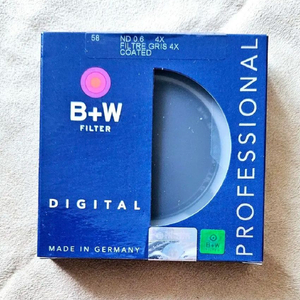 58 ND 0.6 4X
FILTRE GRIS 4X
COATED
B+W
FILTER
DIGITAL
MADE IN GERMANY
PROFESSIONAL
B+W